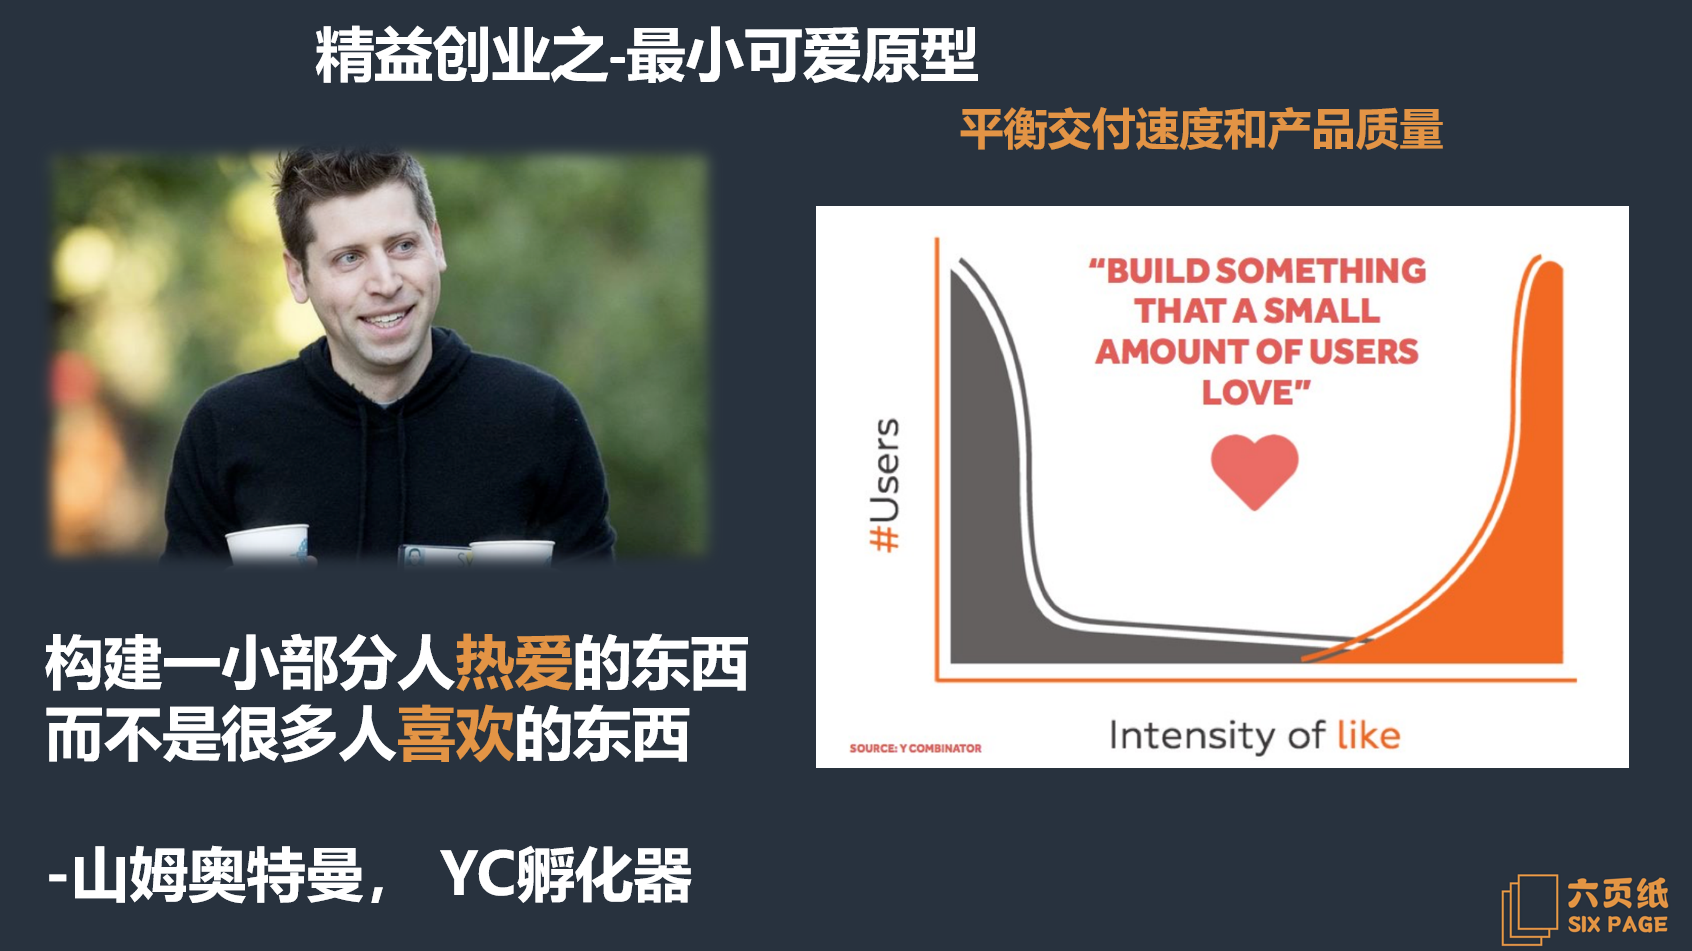 精益创业之-最小可爱原型
平衡交付速度和产品质量
“BUILD SOMETHING
THAT A SMALL
AMOUNT OF USERS
LOVE”
#Users
Intensity of like
SOURCE: Y COMBINATOR
构建一小部分人热爱的东西
而不是很多人喜欢的东西
-山姆奥特曼， YC孵化器
六页纸
SIX PAGE